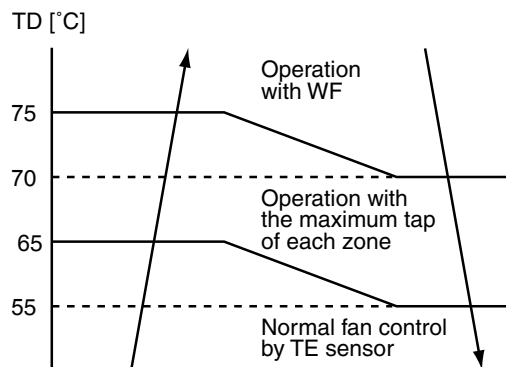 TD [˚C]
Operation
with WF
75
70
Operation with
the maximum tap
of each zone
65
55
Normal fan control
by TE sensor